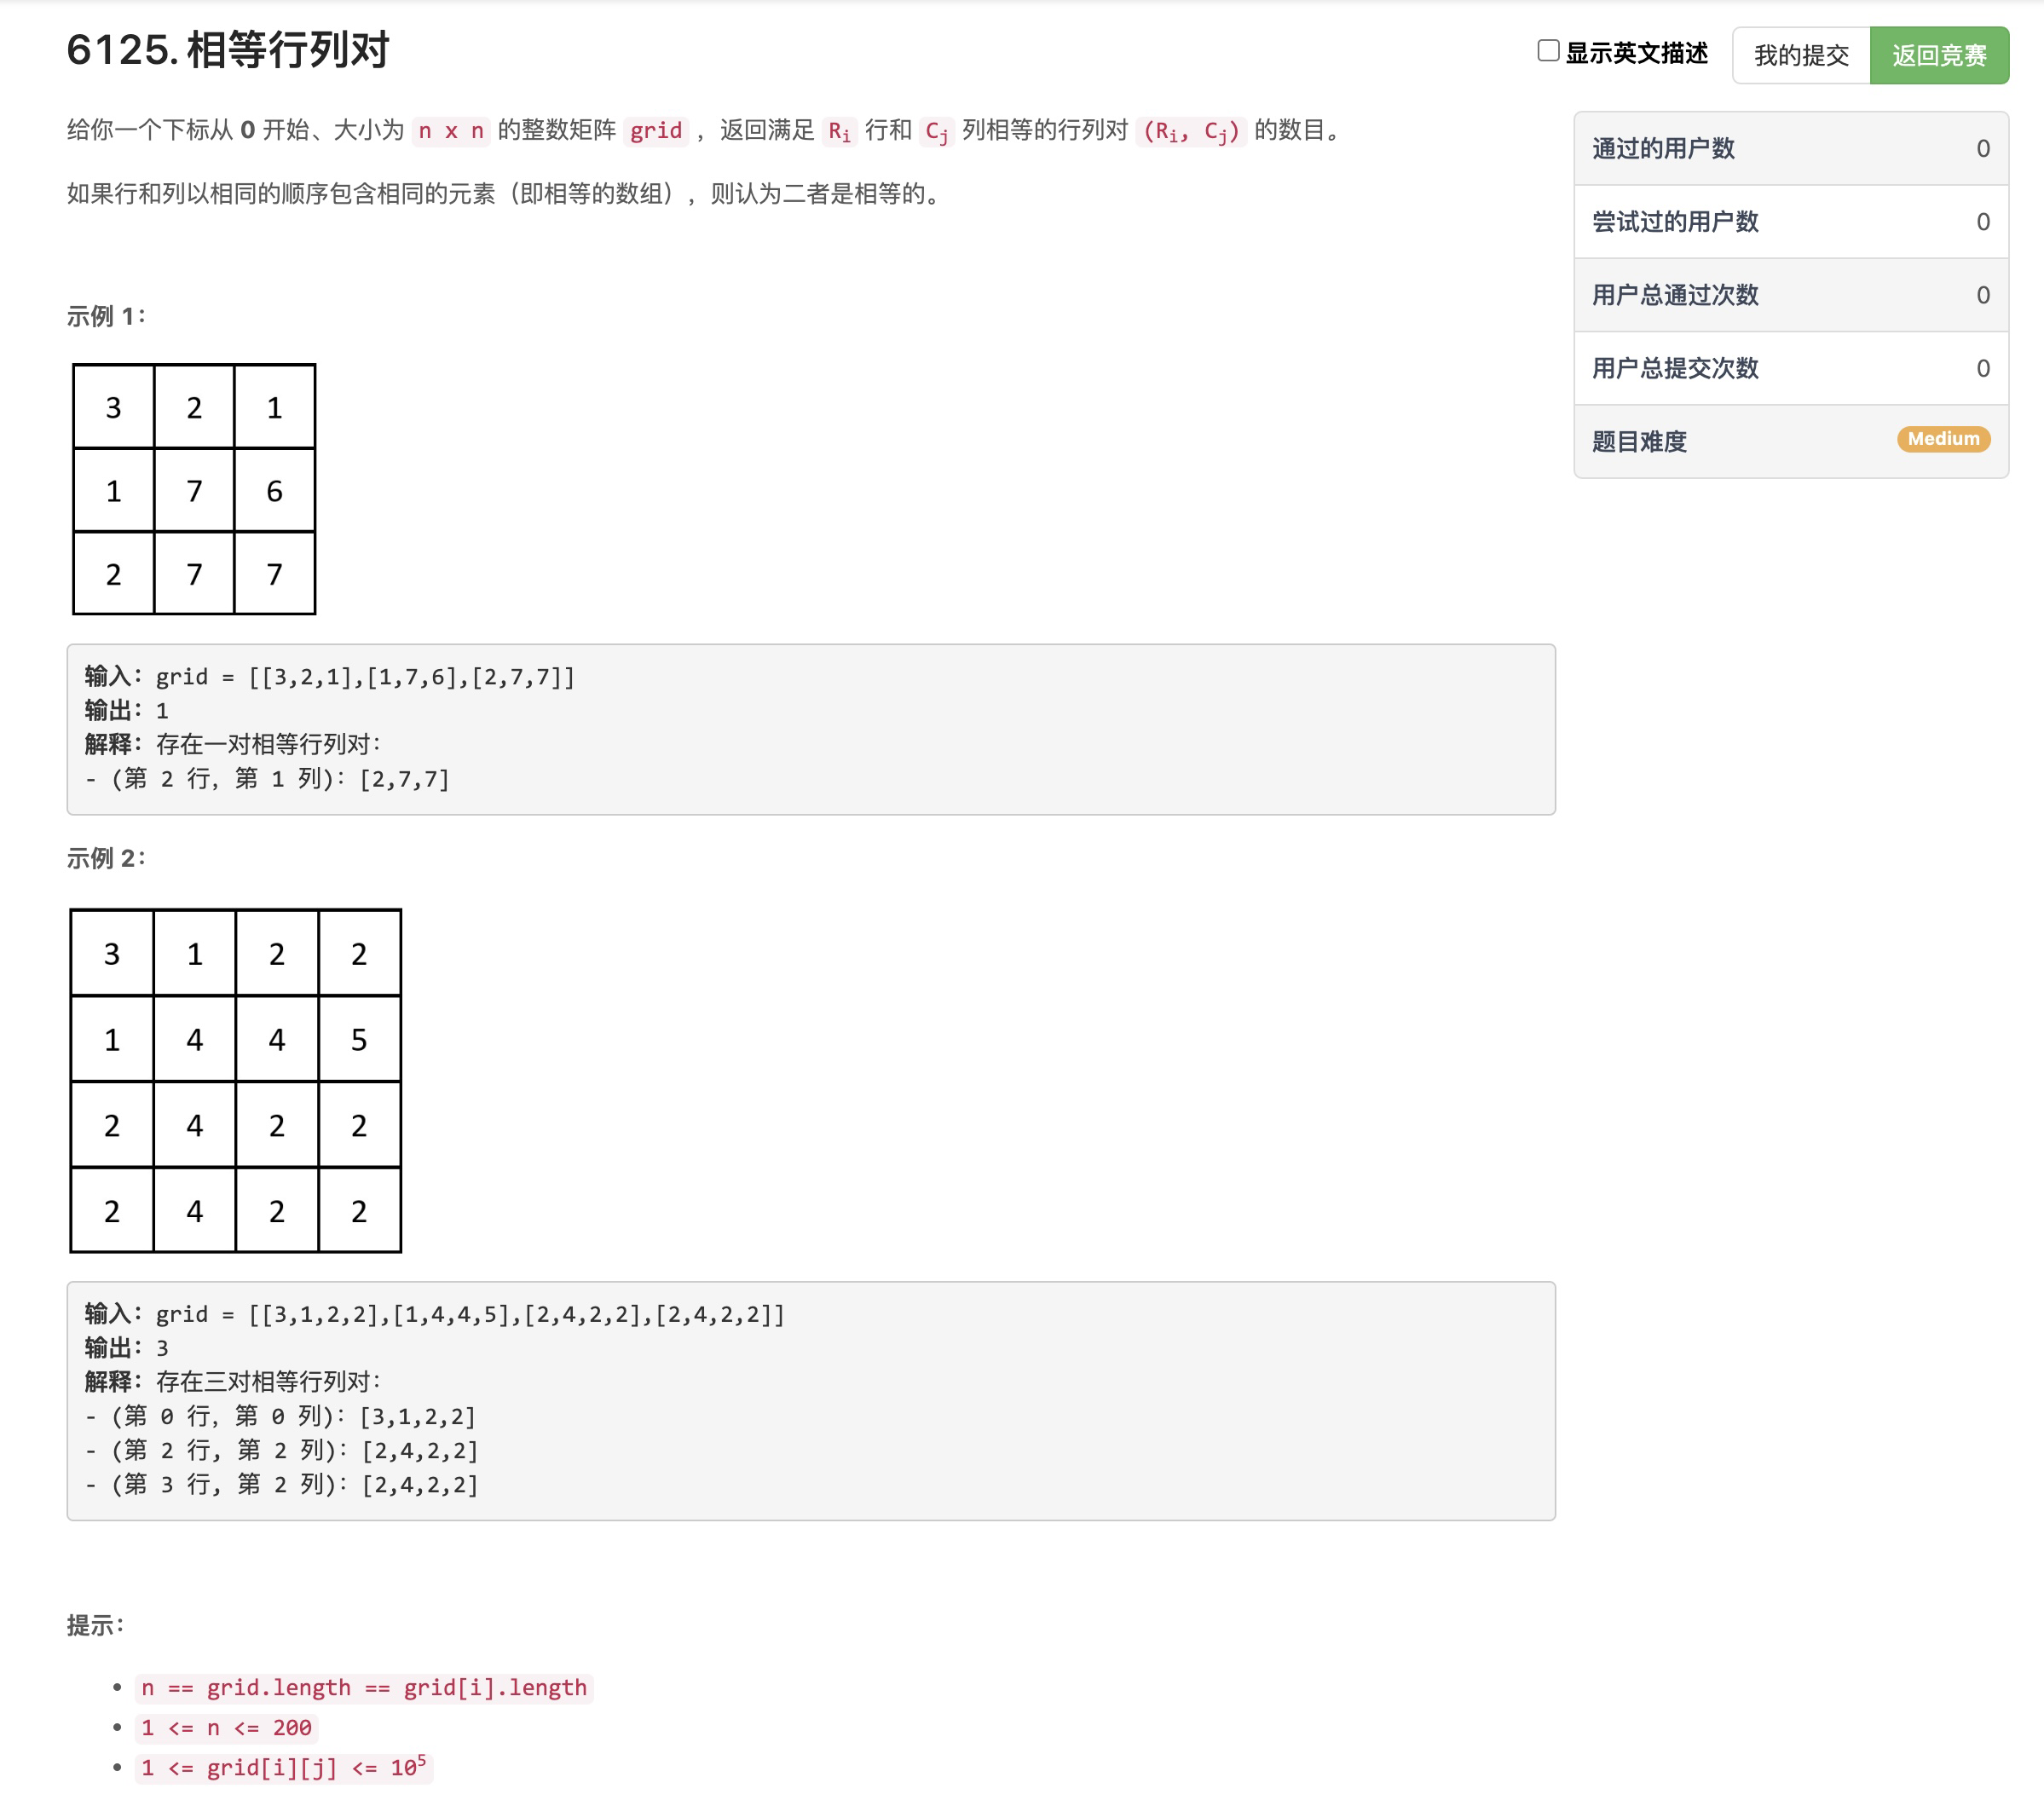 6125. 相等行列对
显示英文描述
我的提交
返回竞赛
给你一个下标从 0 开始、大小为 n x n 的整数矩阵 grid ，返回满足 Ri 行和 Cj 列相等的行列对 (Ri, Cj) 的数目。
如果行和列以相同的顺序包含相同的元素（即相等的数组），则认为二者是相等的。
通过的用户数 0
尝试过的用户数 0
用户总通过次数 0
用户总提交次数 0
题目难度 Medium
示例 1：
3 2 1
1 7 6
2 7 7
输入：grid = [[3,2,1],[1,7,6],[2,7,7]]
输出：1
解释：存在一对相等行列对：
- (第 2 行，第 1 列)：[2,7,7]
示例 2：
3 1 2 2
1 4 4 5
2 4 2 2
2 4 2 2
输入：grid = [[3,1,2,2],[1,4,4,5],[2,4,2,2],[2,4,2,2]]
输出：3
解释：存在三对相等行列对：
- (第 0 行，第 0 列)：[3,1,2,2]
- (第 2 行, 第 2 列)：[2,4,2,2]
- (第 3 行, 第 2 列)：[2,4,2,2]
提示：
n == grid.length == grid[i].length
1 <= n <= 200
1 <= grid[i][j] <= 10^5